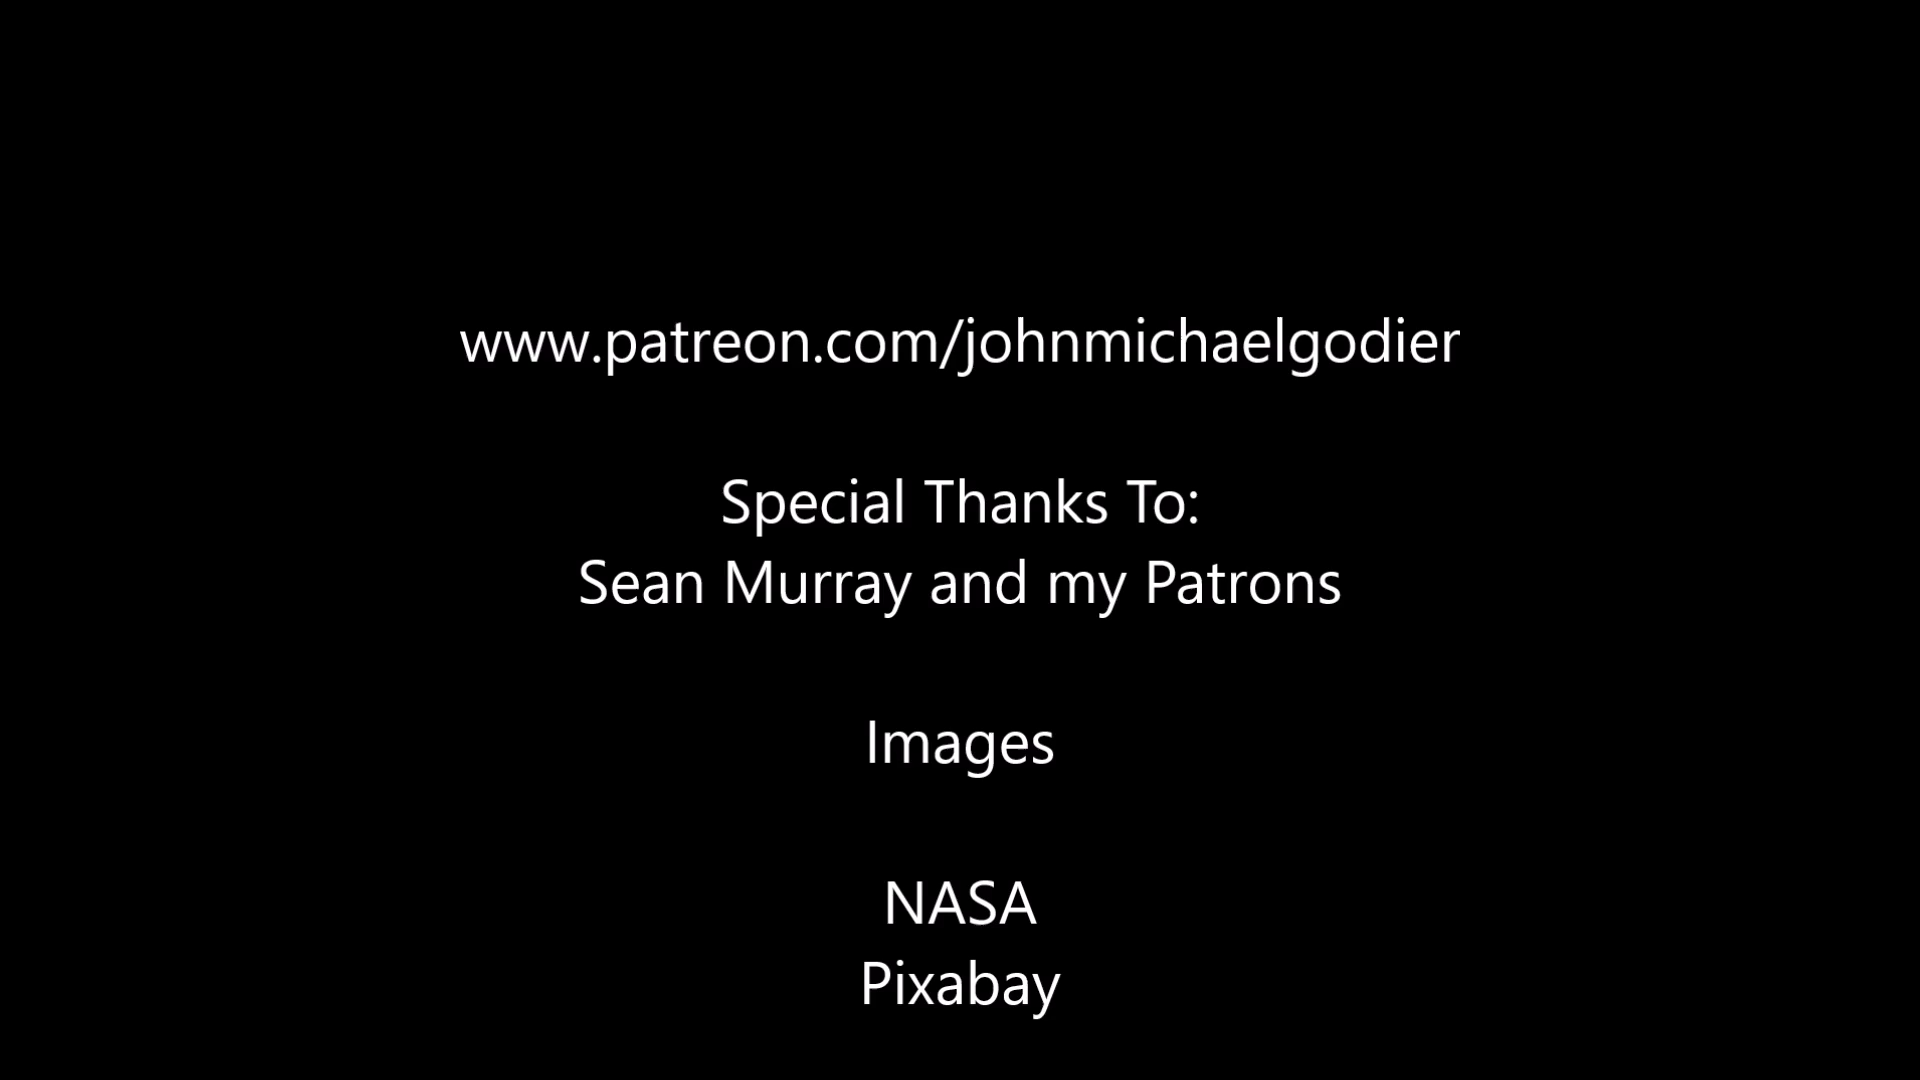 www.patreon.com/johnmichaelgodier
Special Thanks To:
Sean Murray and my Patrons
Images
NASA
Pixabay